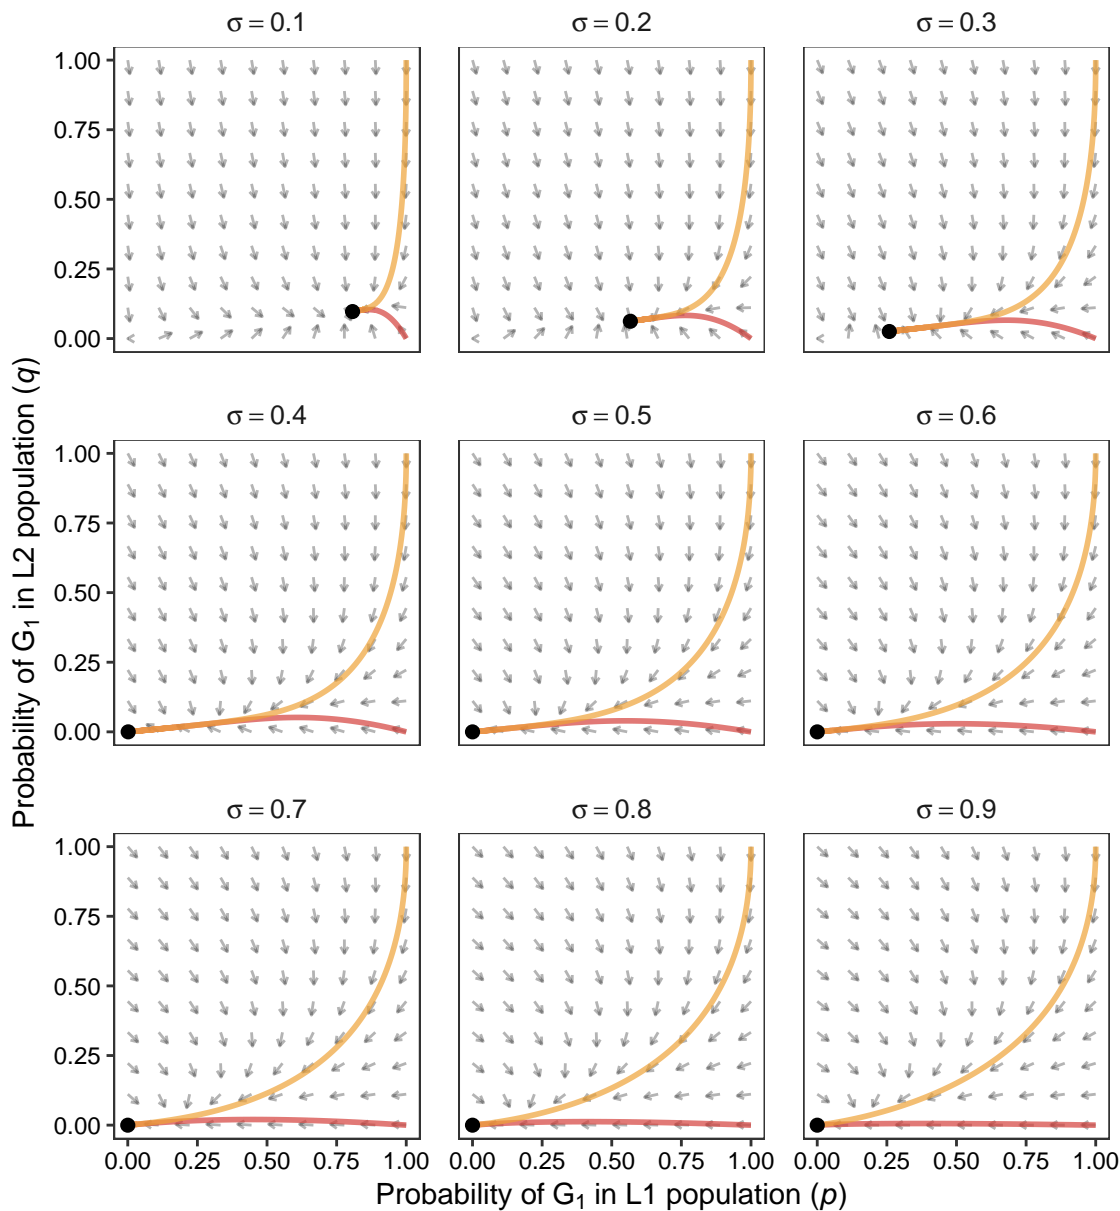 σ = 0.1 σ = 0.2 σ = 0.3
1.00
0.75
0.50
0.25
0.00
σ = 0.4 σ = 0.5 σ = 0.6
1.00
0.75
0.50
0.25
0.00
σ = 0.7 σ = 0.8 σ = 0.9
1.00
0.75
0.50
0.25
0.00
0.00 0.25 0.50 0.75 1.00 0.00 0.25 0.50 0.75 1.00 0.00 0.25 0.50 0.75 1.00
Probability of G₁ in L1 population (p)
Probability of G₁ in L2 population (q)